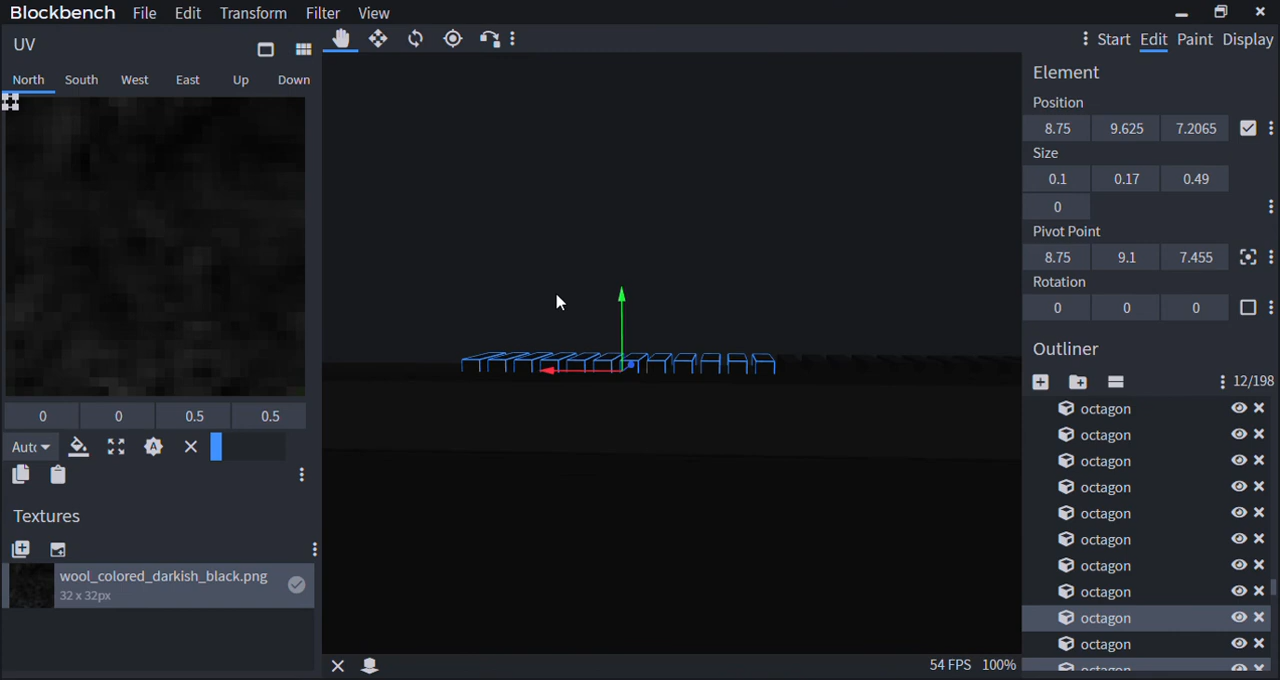 Blockbench File Edit Transform Filter View
UV
North South West East Up Down
0 0 0.5 0.5
Auto
Textures
wool_colored_darkish_black.png
32 x 32px
54 FPS 100%
Start Edit Paint Display
Element
Position
8.75 9.625 7.2065
Size
0.1 0.17 0.49
0
Pivot Point
8.75 9.1 7.455
Rotation
0 0 0
Outliner
12/198
octagon
octagon
octagon
octagon
octagon
octagon
octagon
octagon
octagon
octagon
octagon